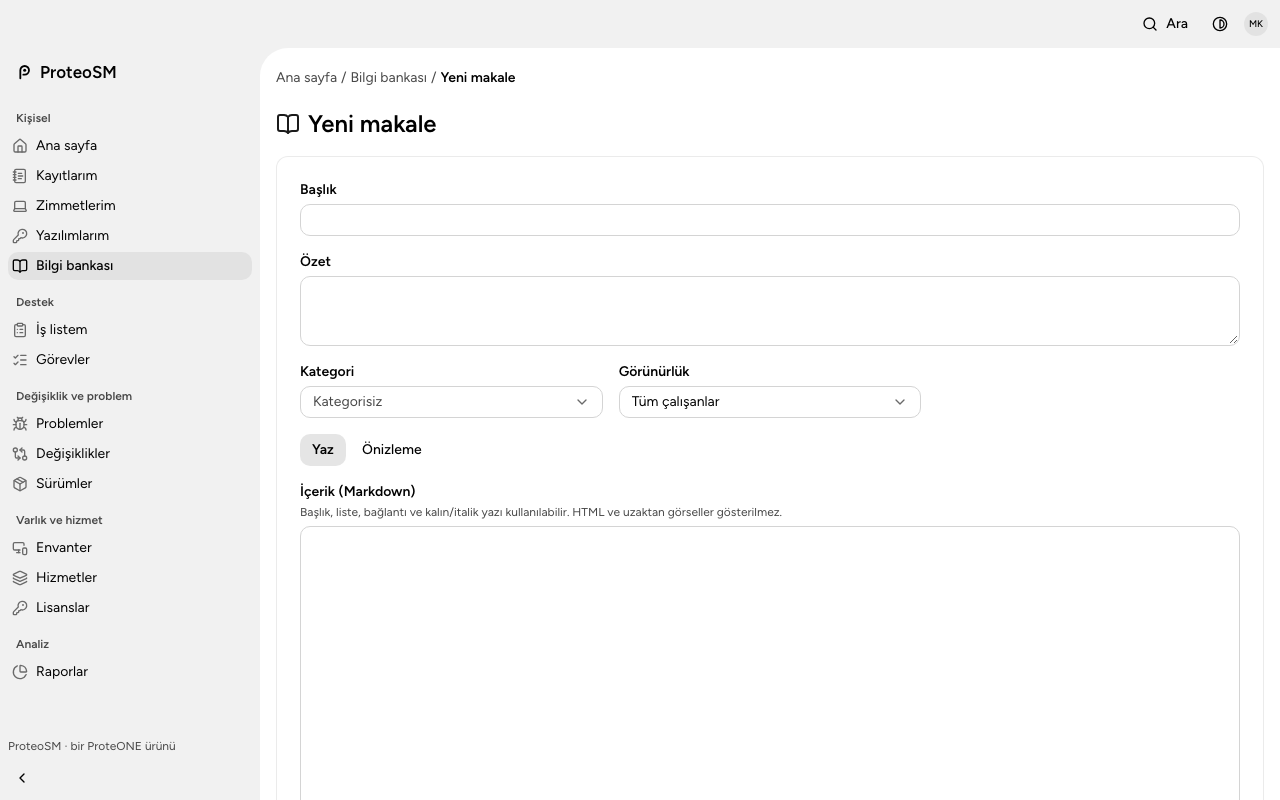 Ara
MK
ProteoSM
Kişisel
Ana sayfa
Kayıtlarım
Zimmetlerim
Yazılımlarım
Bilgi bankası
Destek
İş listem
Görevler
Değişiklik ve problem
Problemler
Değişiklikler
Sürümler
Varlık ve hizmet
Envanter
Hizmetler
Lisanslar
Analiz
Raporlar
ProteoSM · bir ProteONE ürünü
Ana sayfa / Bilgi bankası / Yeni makale
Yeni makale
Başlık
Özet
Kategori
Görünürlük
Kategorisiz
Tüm çalışanlar
Yaz
Önizleme
İçerik (Markdown)
Başlık, liste, bağlantı ve kalın/italik yazı kullanılabilir. HTML ve uzaktan görseller gösterilmez.